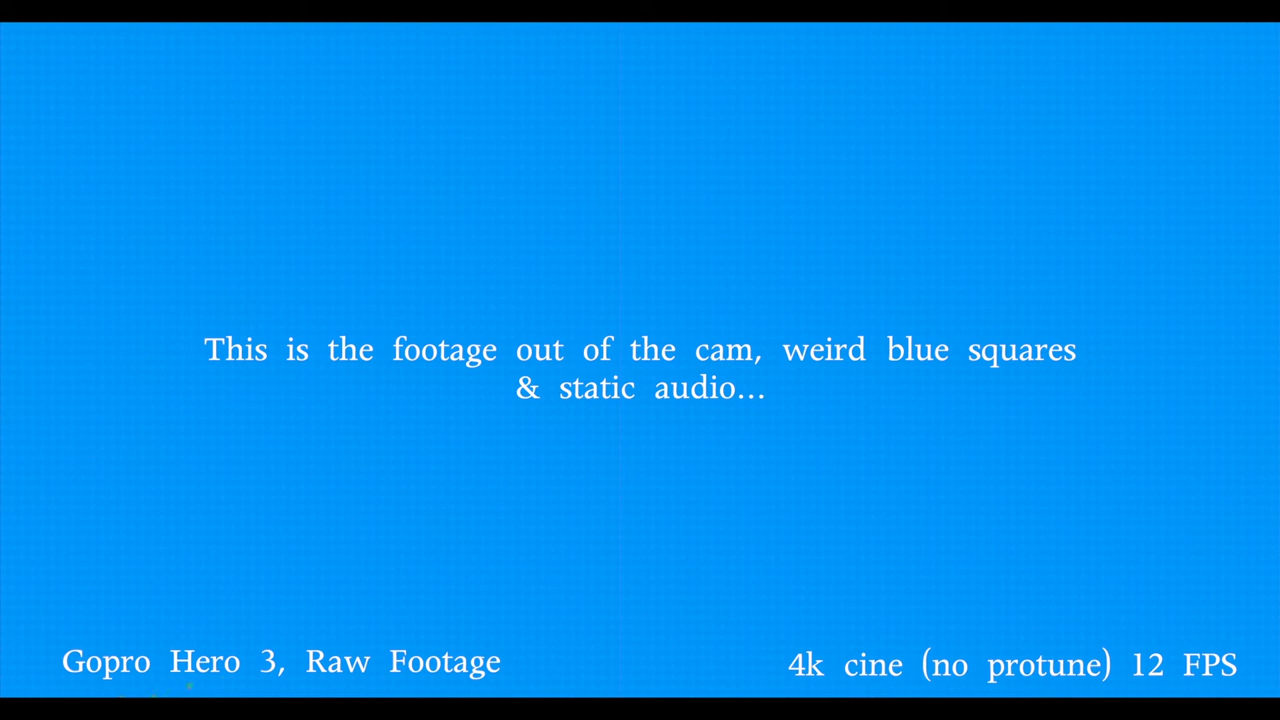 This is the footage out of the cam, weird blue squares
& static audio...
Gopro Hero 3, Raw Footage
4k cine (no protune) 12 FPS